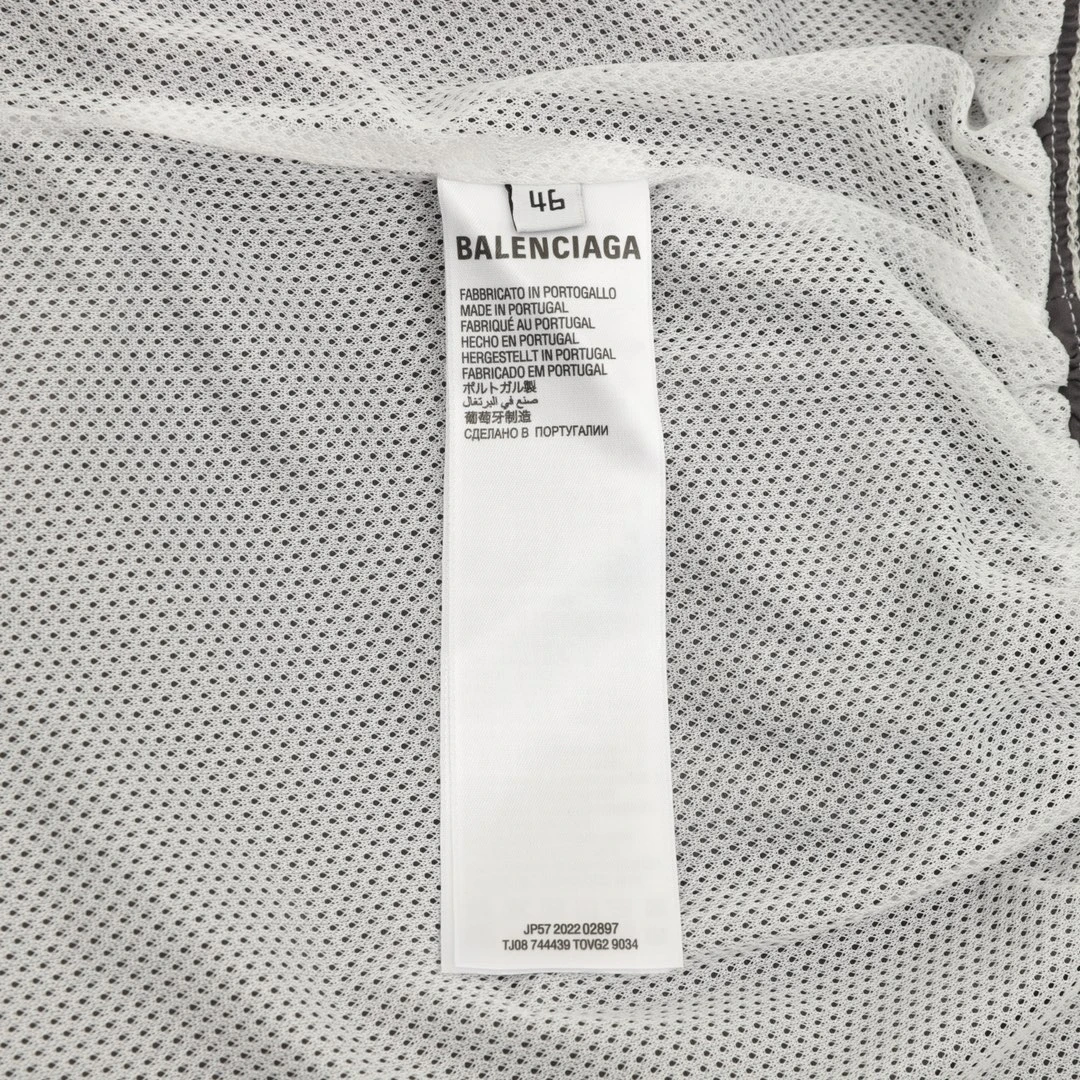 46
BALENCIAGA
FABBRICATO IN PORTOGALLO
MADE IN PORTUGAL
FABRIQUÉ AU PORTUGAL
HECHO EN PORTUGAL
HERGESTELLT IN PORTUGAL
FABRICADO EM PORTUGAL
ポルトガル製
صنع في البرتغال
葡萄牙制造
СДЕЛАНО В ПОРТУГАЛИИ
JP57 2022 02897
TJ08 744439 TOVG2 9034